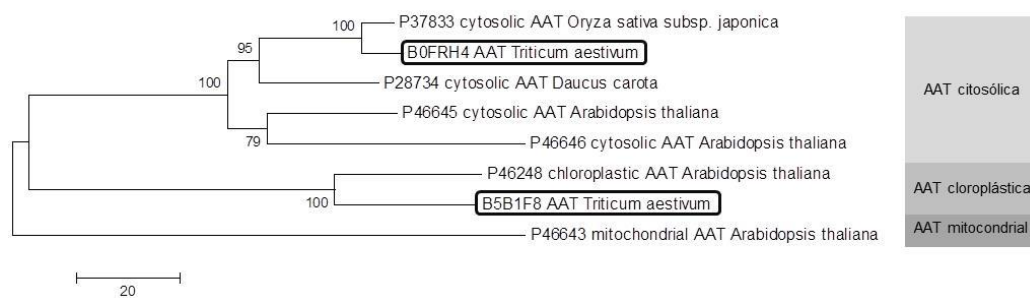 100
P37833 cytosolic AAT Oryza sativa subsp. japonica
B0FRH4 AAT Triticum aestivum
95
100
P28734 cytosolic AAT Daucus carota
AAT citosólica
P46645 cytosolic AAT Arabidopsis thaliana
79
P46646 cytosolic AAT Arabidopsis thaliana
P46248 chloroplastic AAT Arabidopsis thaliana
AAT cloroplástica
100
B5B1F8 AAT Triticum aestivum
AAT mitocondrial
P46643 mitochondrial AAT Arabidopsis thaliana
20